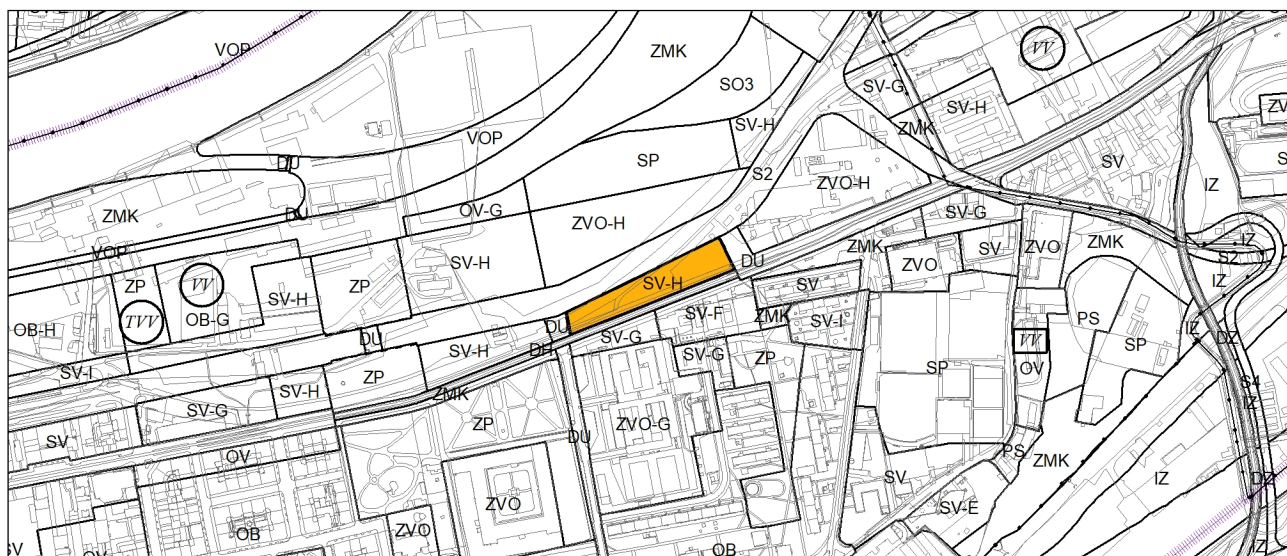 VOP
ZMK
VV
SV-G
SV-H
SO3
ZMK
SV-H
VOP
SP
SV
DU
S2
ZVO-H
IZ
ZMK
DU
OV-G
ZVO-H
SV-G
ZMK
SV
ZVO
ZMK
IZ
VOP
SV-H
DU
ZVO
S2
ZP
VV
SV-H
ZP
SV-H
SV
IZ
TVV
OB-G
ZMK
SV-I
PS
OB-H
DU
SV-F
IZ
DU
SV-G
VV
DZ
DH
SV-H
SV-G
ZP
SP
OV
SP
SV-I
SV-H
ZP
S4
ZMK
IZ
SV-G
ZP
ZVO-G
DU
SV
OV
PS
ZMK
IZ
DZ
SV
ZVO
SV-E
ZVO
OB
OB
SV
OV
IZ